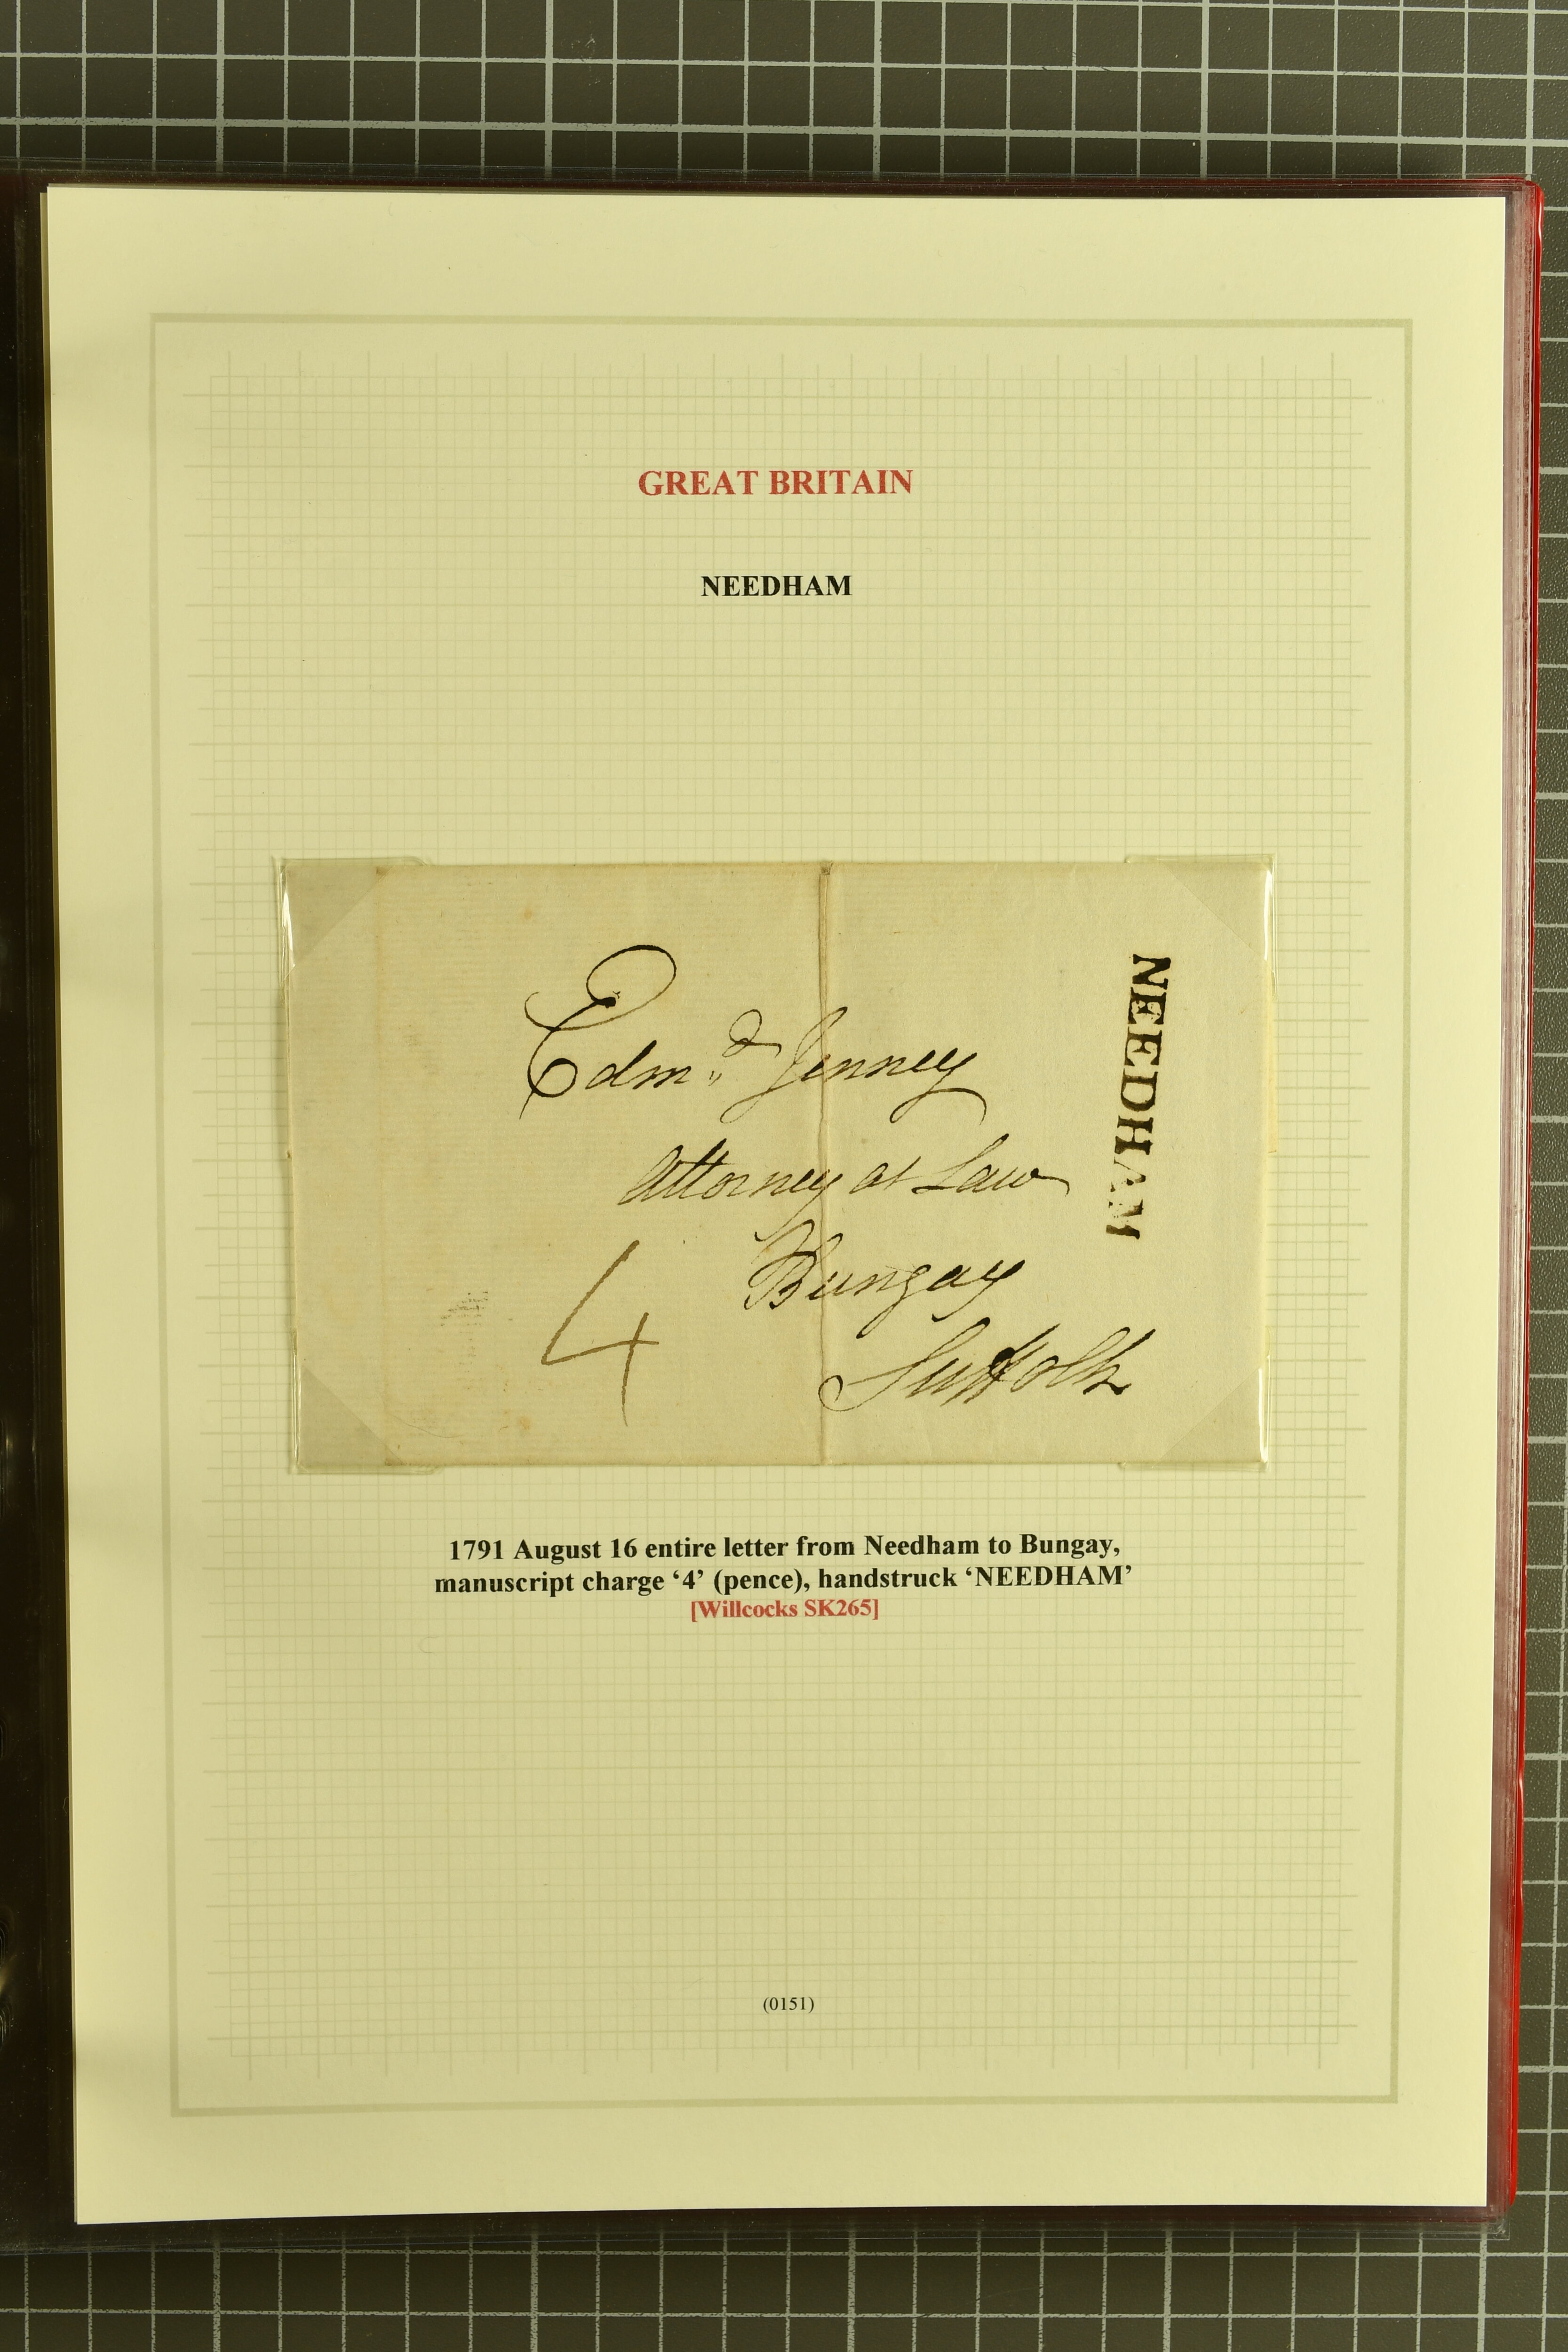 GREAT BRITAIN
NEEDHAM
Edm.d Jenney
Attorney at Law
Bungay
Suffolk
4
NEEDHAM
1791 August 16 entire letter from Needham to Bungay,
manuscript charge ‘4’ (pence), handstruck ‘NEEDHAM’
[Willcocks SK265]
(0151)